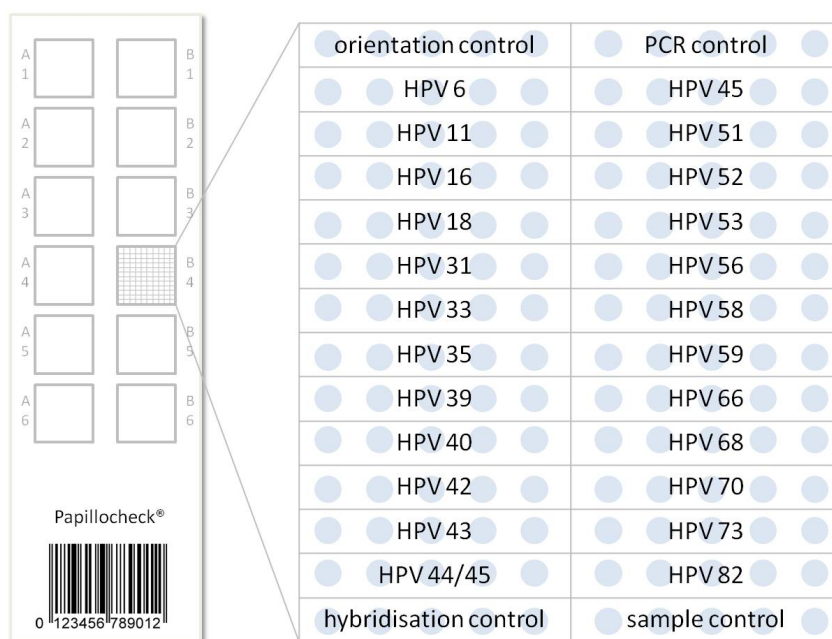 A B
1 1
A B
2 2
A B
3 3
A B
4 4
A B
5 5
A B
6 6
Papillocheck®
0 123456 789012
orientation control PCR control
HPV 6 HPV 45
HPV 11 HPV 51
HPV 16 HPV 52
HPV 18 HPV 53
HPV 31 HPV 56
HPV 33 HPV 58
HPV 35 HPV 59
HPV 39 HPV 66
HPV 40 HPV 68
HPV 42 HPV 70
HPV 43 HPV 73
HPV 44/45 HPV 82
hybridisation control sample control